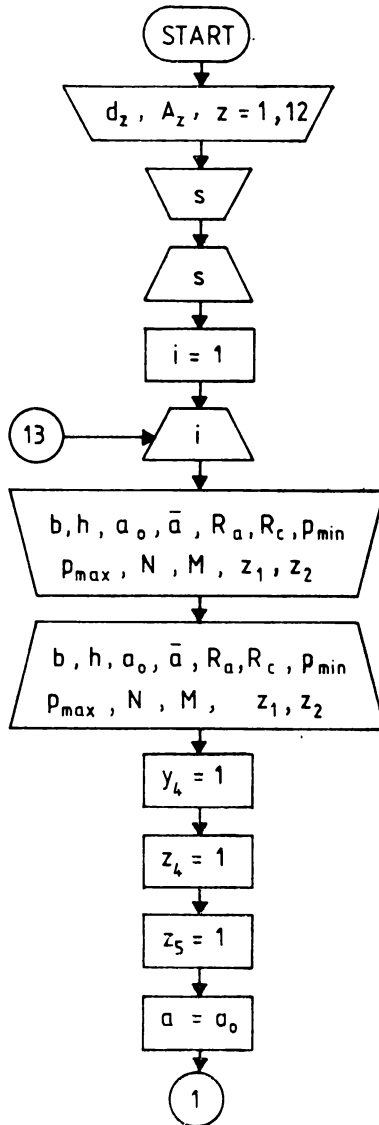 START
d_z , A_z , z = 1,12
s
s
i = 1
13
i
b, h, a_o, ā, R_a, R_c, p_min
p_max , N , M , z_1, z_2
b, h, a_o, ā, R_a, R_c, p_min
p_max , N , M , z_1, z_2
y_4 = 1
z_4 = 1
z_5 = 1
a = a_o
1